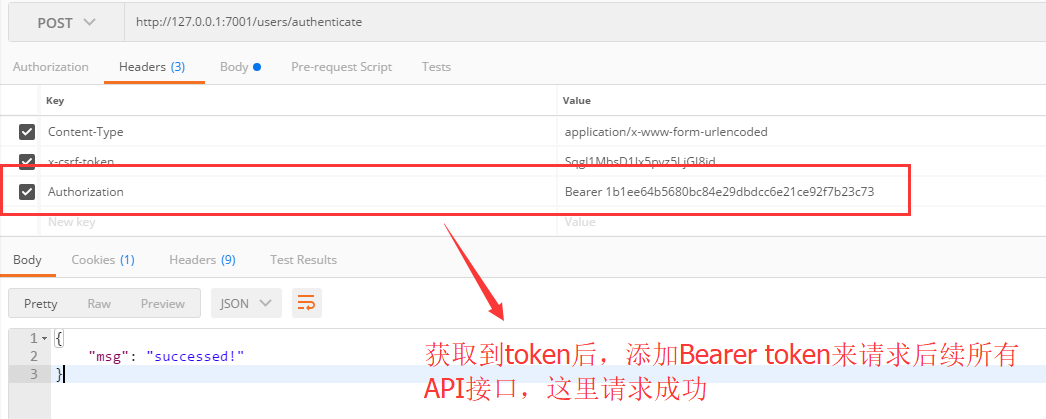 POST http://127.0.0.1:7001/users/authenticate
Authorization Headers (3) Body Pre-request Script Tests
Key Value
Content-Type application/x-www-form-urlencoded
x-csrf-token
Authorization Bearer 1b1ee64b5680bc84e29dbdcc6e21ce92f7b23c73
New key Value
Body Cookies (1) Headers (9) Test Results
Pretty Raw Preview JSON
1 {
2 "msg": "successed!"
3 }
获取到token后，添加Bearer token来请求后续所有
API接口，这里请求成功